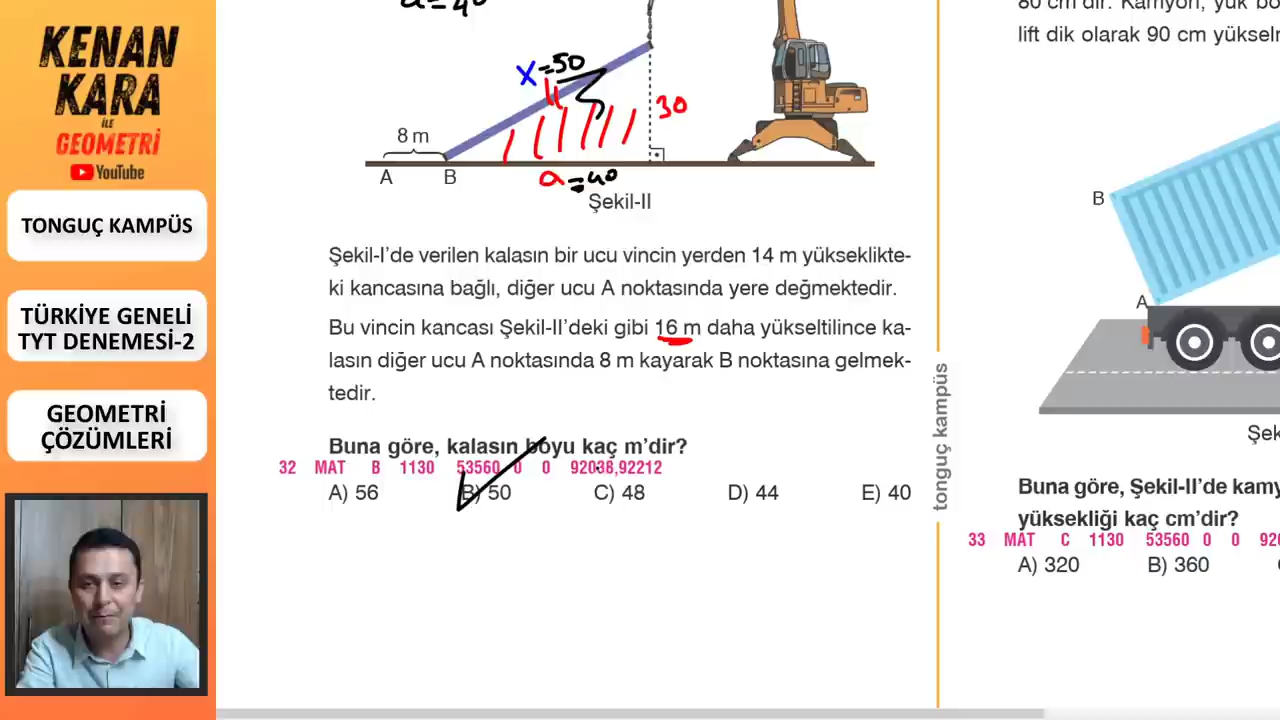 KENAN
KARA
İLE
GEOMETRİ
YouTube
TONGUÇ KAMPÜS
TÜRKİYE GENELİ
TYT DENEMESİ-2
GEOMETRİ
ÇÖZÜMLERİ
a=40
x=50
30
8 m
A B
a=40
Şekil-II
Şekil-I'de verilen kalasın bir ucu vincin yerden 14 m yükseklikte-
ki kancasına bağlı, diğer ucu A noktasında yere değmektedir.
Bu vincin kancası Şekil-II'deki gibi 16 m daha yükseltilince ka-
lasın diğer ucu A noktasında 8 m kayarak B noktasına gelmek-
tedir.
Buna göre, kalasın boyu kaç m'dir?
32 MAT B 1130 53560 0 0 92038,92212
A) 56 B) 50 C) 48 D) 44 E) 40
tonguç kampüs
80 cm'dir. Kamyon, yük
lift dik olarak 90 cm
B
A
Buna göre, Şekil-II'de
yüksekliği kaç cm'dir?
33 MAT C 1130 53560 0 0
A) 320 B) 360